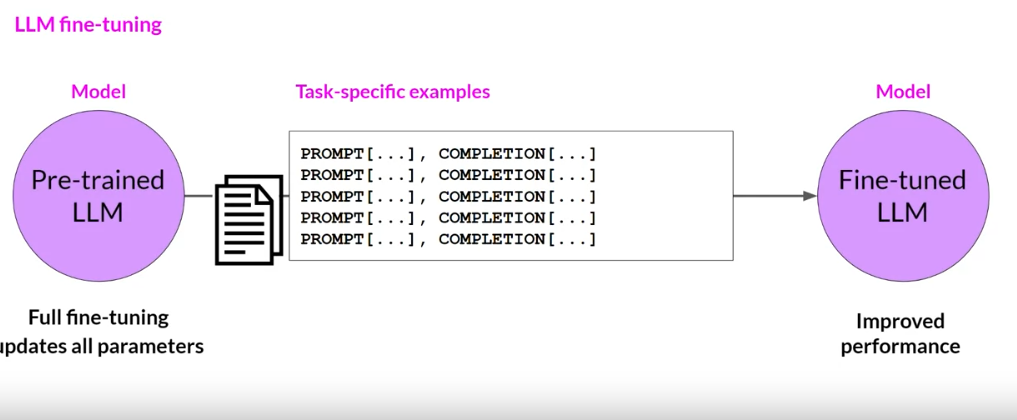 LLM fine-tuning
Model
Task-specific examples
Model
Pre-trained
LLM
PROMPT[...], COMPLETION[...]
PROMPT[...], COMPLETION[...]
PROMPT[...], COMPLETION[...]
PROMPT[...], COMPLETION[...]
PROMPT[...], COMPLETION[...]
Fine-tuned
LLM
Full fine-tuning
updates all parameters
Improved
performance